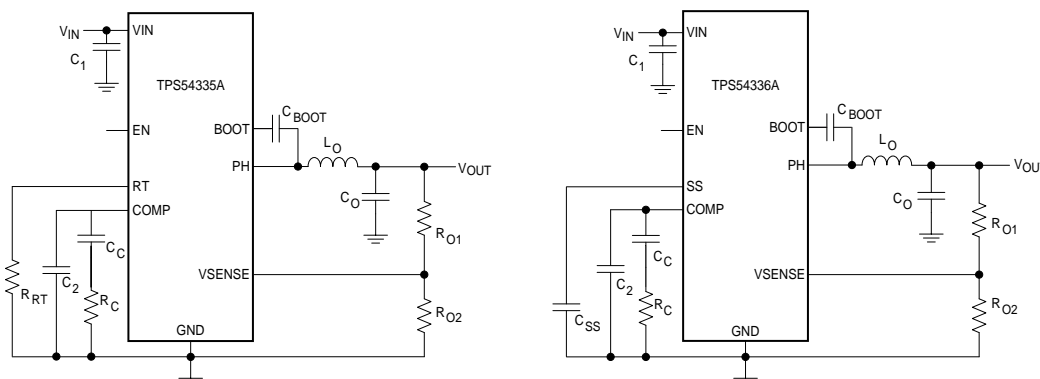 VIN
VIN
C1
TPS54335A
CBOOT
BOOT
EN
LO
PH
VOUT
RT
CO
COMP
RO1
CC
VSENSE
C2
RRT
RC
RO2
GND
VIN
VIN
C1
TPS54336A
CBOOT
BOOT
EN
LO
PH
VOU
SS
CO
COMP
RO1
CC
VSENSE
C2
RC
CSS
RO2
GND